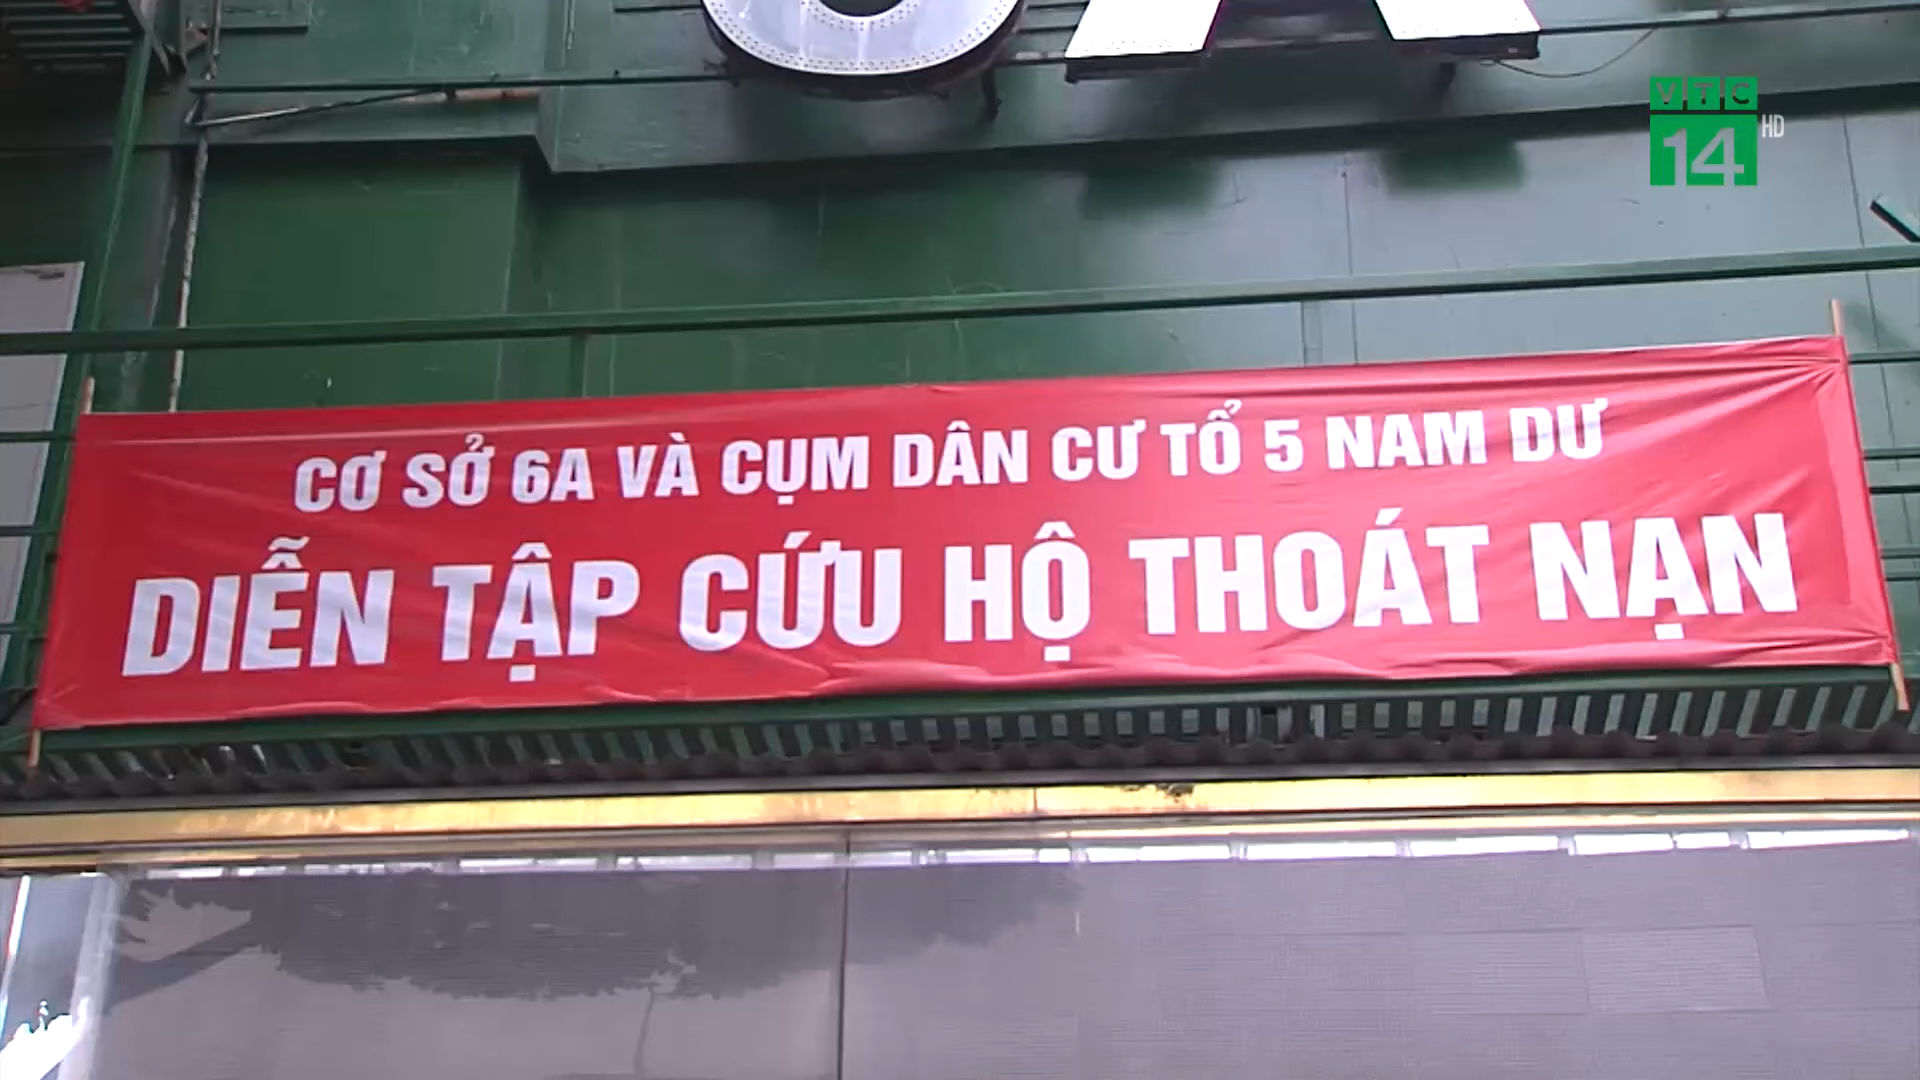 VTC
14 HD
CƠ SỞ 6A VÀ CỤM DÂN CƯ TỔ 5 NAM DƯ
DIỄN TẬP CỨU HỘ THOÁT NẠN